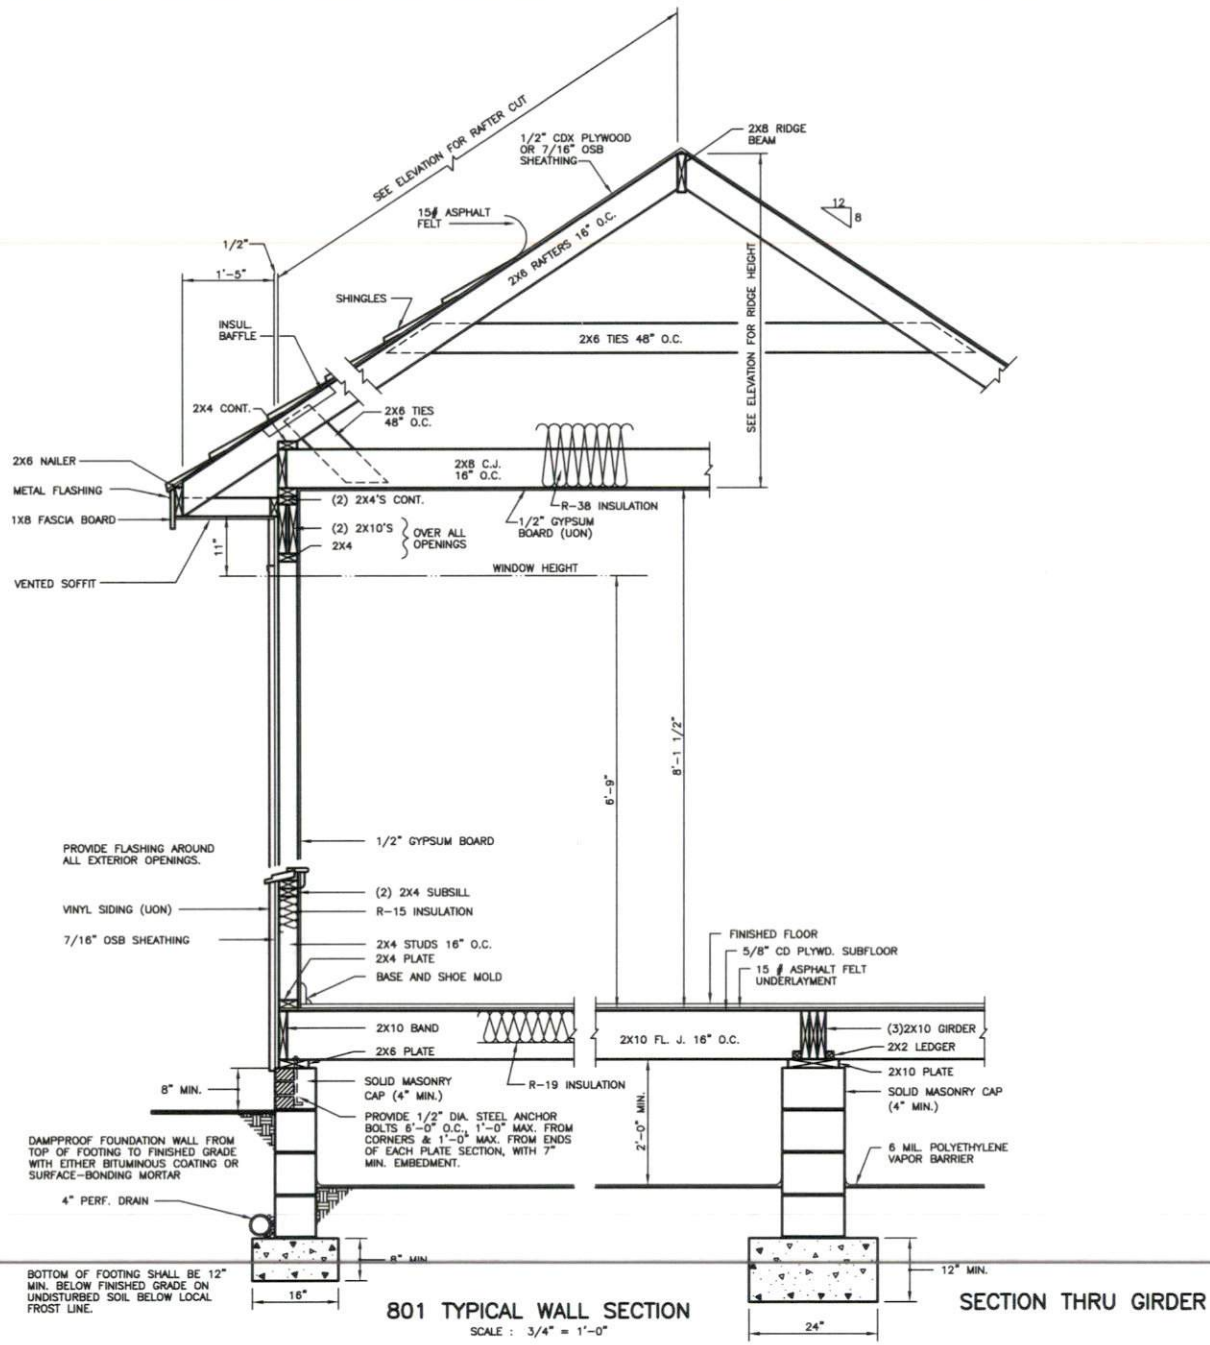 SEE ELEVATION FOR RAFTER CUT
1/2" CDX PLYWOOD
OR 7/16" OSB
SHEATHING
2X8 RIDGE
BEAM
12
8
15# ASPHALT
FELT
2X6 RAFTERS 16" O.C.
1/2"
1'-5"
SHINGLES
INSUL.
BAFFLE
2X6 TIES 48" O.C.
SEE ELEVATION FOR RIDGE HEIGHT
2X4 CONT.
2X6 TIES
48" O.C.
2X6 NAILER
METAL FLASHING
1X8 FASCIA BOARD
VENTED SOFFIT
2X8 C.J.
16" O.C.
R-38 INSULATION
1/2" GYPSUM
BOARD (UON)
(2) 2X4'S CONT.
(2) 2X10'S
2X4
OVER ALL
OPENINGS
11"
WINDOW HEIGHT
6'-9"
8'-1 1/2"
PROVIDE FLASHING AROUND
ALL EXTERIOR OPENINGS.
1/2" GYPSUM BOARD
(2) 2X4 SUBSILL
R-15 INSULATION
VINYL SIDING (UON)
7/16" OSB SHEATHING
2X4 STUDS 16" O.C.
2X4 PLATE
BASE AND SHOE MOLD
FINISHED FLOOR
5/8" CD PLYWD. SUBFLOOR
15 # ASPHALT FELT
UNDERLAYMENT
2X10 BAND
2X6 PLATE
2X10 FL. J. 16" O.C.
(3)2X10 GIRDER
2X2 LEDGER
2X10 PLATE
R-19 INSULATION
8" MIN.
SOLID MASONRY
CAP (4" MIN.)
SOLID MASONRY CAP
(4" MIN.)
PROVIDE 1/2" DIA. STEEL ANCHOR
BOLTS 6'-0" O.C., 1'-0" MAX. FROM
CORNERS & 1'-0" MAX. FROM ENDS
OF EACH PLATE SECTION, WITH 7"
MIN. EMBEDMENT.
2'-0" MIN.
DAMPPROOF FOUNDATION WALL FROM
TOP OF FOOTING TO FINISHED GRADE
WITH EITHER BITUMINOUS COATING OR
SURFACE-BONDING MORTAR
6 MIL. POLYETHYLENE
VAPOR BARRIER
4" PERF. DRAIN
8" MIN
BOTTOM OF FOOTING SHALL BE 12"
MIN. BELOW FINISHED GRADE ON
UNDISTURBED SOIL BELOW LOCAL
FROST LINE.
16"
12" MIN.
24"
801 TYPICAL WALL SECTION
SCALE : 3/4" = 1'-0"
SECTION THRU GIRDER